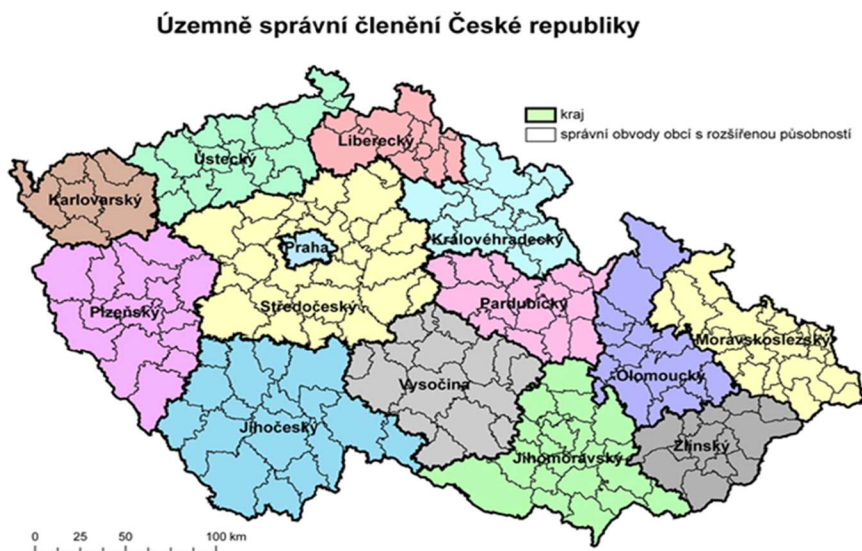 Územně správní členění České republiky
kraj
správní obvody obcí s rozšířenou působností
Liberecký
Ústecký
Karlovarský
Královéhradecký
Praha
Středočeský
Pardubický
Plzeňský
Moravskoslezský
Olomoucký
Vysočina
Jihočeský
Zlínský
Jihomoravský
0 25 50 100 km